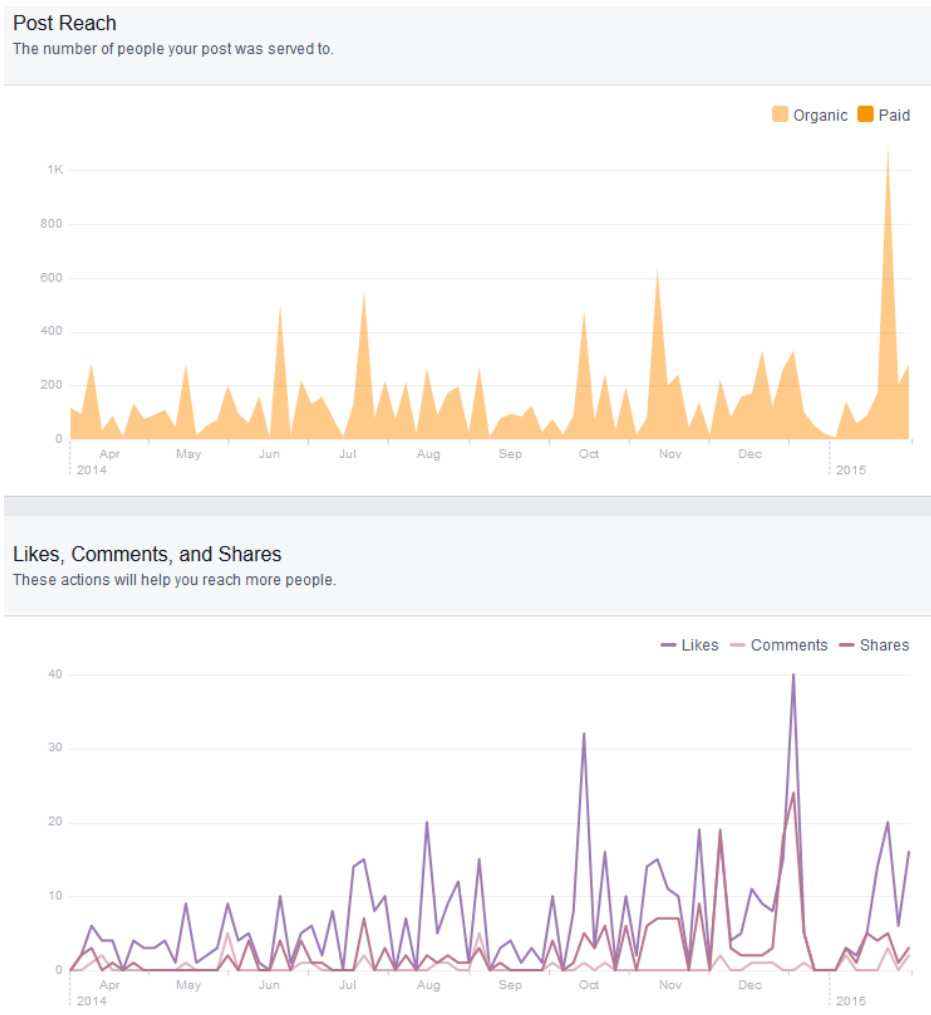 Post Reach
The number of people your post was served to.
Organic Paid
1K
800
600
400
200
0
Apr May Jun Jul Aug Sep Oct Nov Dec
2014 2015
Likes, Comments, and Shares
These actions will help you reach more people.
Likes Comments Shares
40
30
20
10
0
Apr May Jun Jul Aug Sep Oct Nov Dec
2014 2015